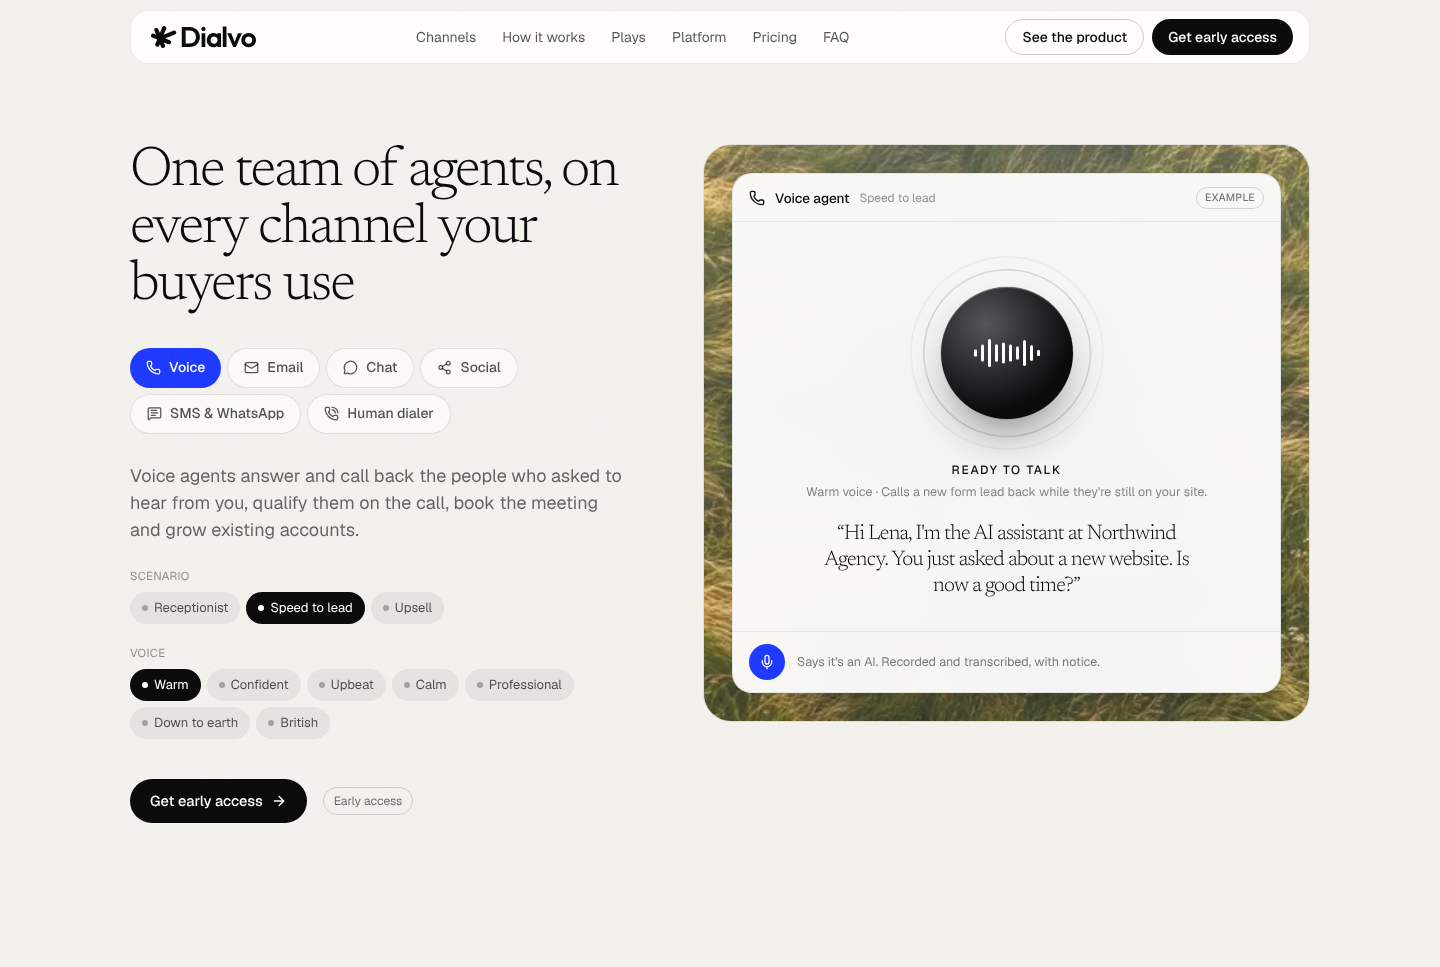 Dialvo
Channels
How it works
Plays
Platform
Pricing
FAQ
See the product
Get early access
One team of agents, on
every channel your
buyers use
Voice
Email
Chat
Social
SMS & WhatsApp
Human dialer
Voice agents answer and call back the people who asked to
hear from you, qualify them on the call, book the meeting
and grow existing accounts.
SCENARIO
Receptionist
Speed to lead
Upsell
VOICE
Warm
Confident
Upbeat
Calm
Professional
Down to earth
British
Get early access
Early access
Voice agent
Speed to lead
EXAMPLE
READY TO TALK
Warm voice · Calls a new form lead back while they're still on your site.
“Hi Lena, I'm the AI assistant at Northwind
Agency. You just asked about a new website. Is
now a good time?”
Says it's an AI. Recorded and transcribed, with notice.